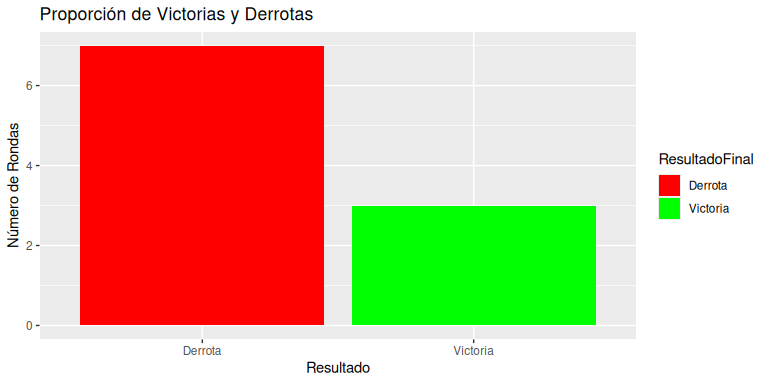 Proporción de Victorias y Derrotas
Número de Rondas
6
4
2
0
Derrota
Victoria
Resultado
ResultadoFinal
Derrota
Victoria